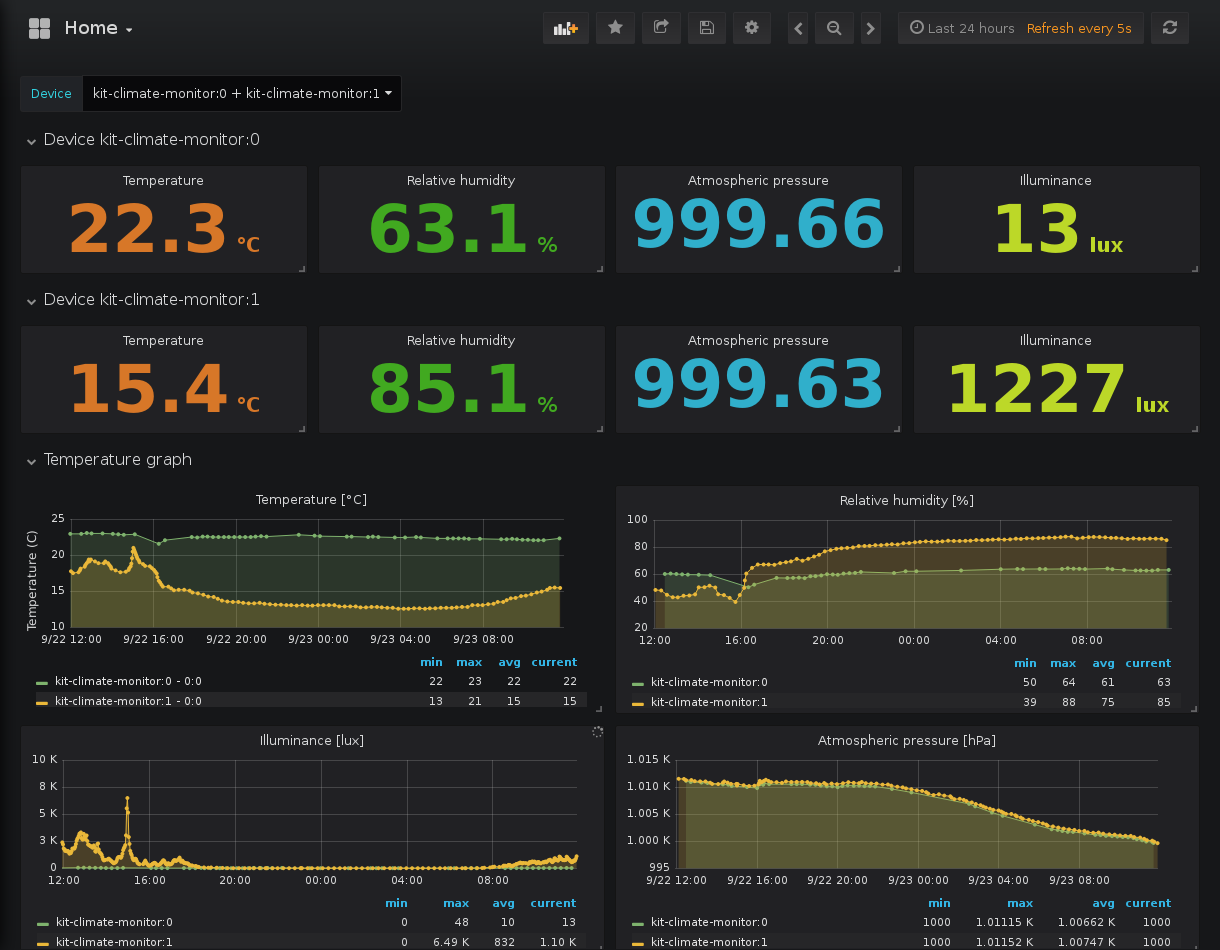 Home
Last 24 hours Refresh every 5s
Device kit-climate-monitor:0 + kit-climate-monitor:1
Device kit-climate-monitor:0
Temperature Relative humidity Atmospheric pressure Illuminance
22.3 °C 63.1 % 999.66 13 lux
Device kit-climate-monitor:1
Temperature Relative humidity Atmospheric pressure Illuminance
15.4 °C 85.1 % 999.63 1227 lux
Temperature graph
Temperature [°C]
Temperature (C)
25
20
15
10
9/22 12:00 9/22 16:00 9/22 20:00 9/23 00:00 9/23 04:00 9/23 08:00
min max avg current
kit-climate-monitor:0 - 0:0 22 23 22 22
kit-climate-monitor:1 - 0:0 13 21 15 15
Relative humidity [%]
100
80
60
40
20
12:00 16:00 20:00 00:00 04:00 08:00
min max avg current
kit-climate-monitor:0 50 64 61 63
kit-climate-monitor:1 39 88 75 85
Illuminance [lux]
10 K
8 K
5 K
3 K
0
12:00 16:00 20:00 00:00 04:00 08:00
min max avg current
kit-climate-monitor:0 0 48 10 13
kit-climate-monitor:1 0 6.49 K 832 1.10 K
Atmospheric pressure [hPa]
1.015 K
1.010 K
1.005 K
1.000 K
995
9/22 12:00 9/22 16:00 9/22 20:00 9/23 00:00 9/23 04:00 9/23 08:00
min max avg current
kit-climate-monitor:0 1000 1.01115 K 1.00662 K 1000
kit-climate-monitor:1 1000 1.01152 K 1.00747 K 1000